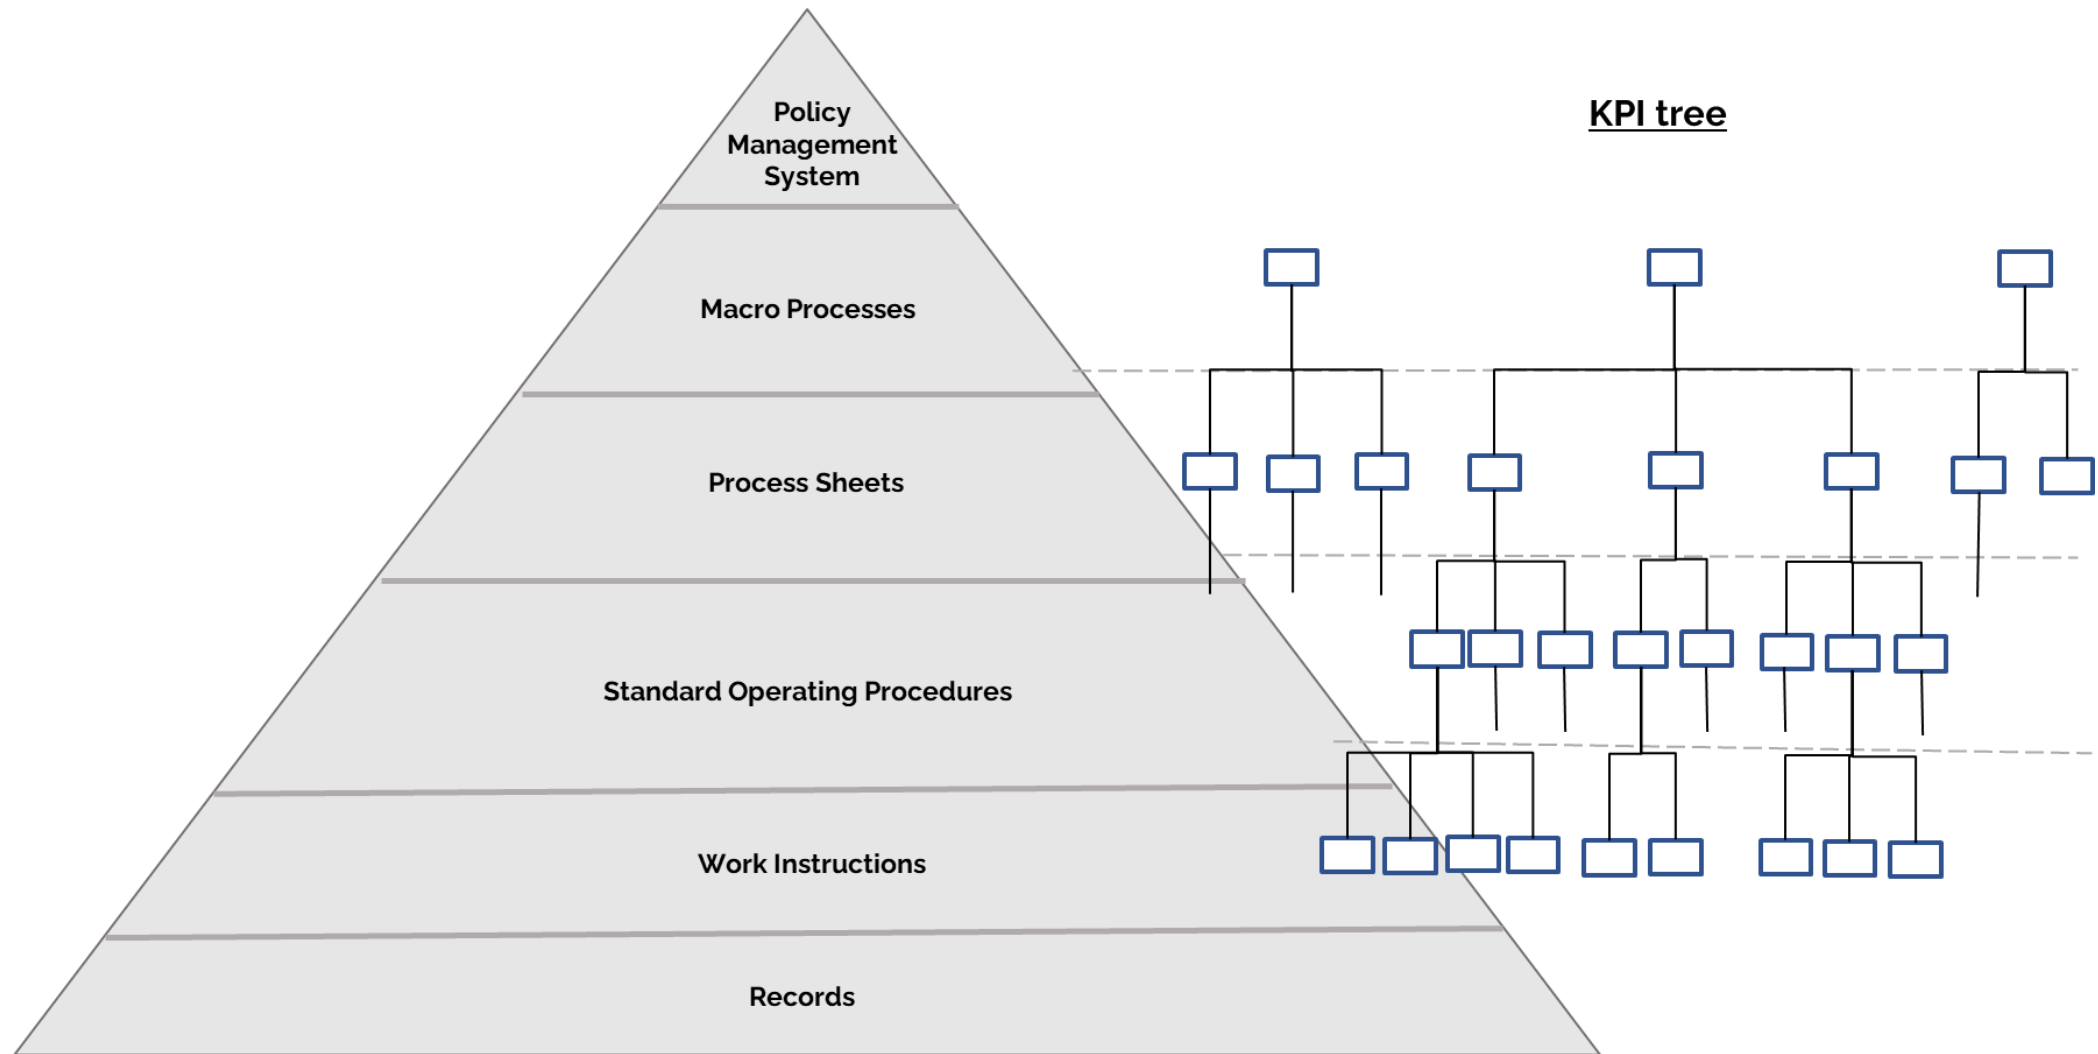 Policy
Management
System
KPI tree
Macro Processes
Process Sheets
Standard Operating Procedures
Work Instructions
Records